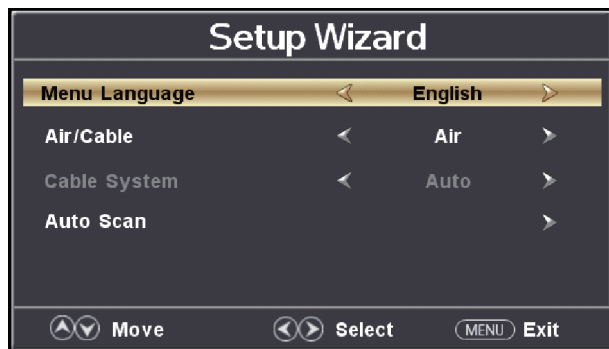 Setup Wizard
Menu Language English
Air/Cable Air
Cable System Auto
Auto Scan
Move Select MENU Exit